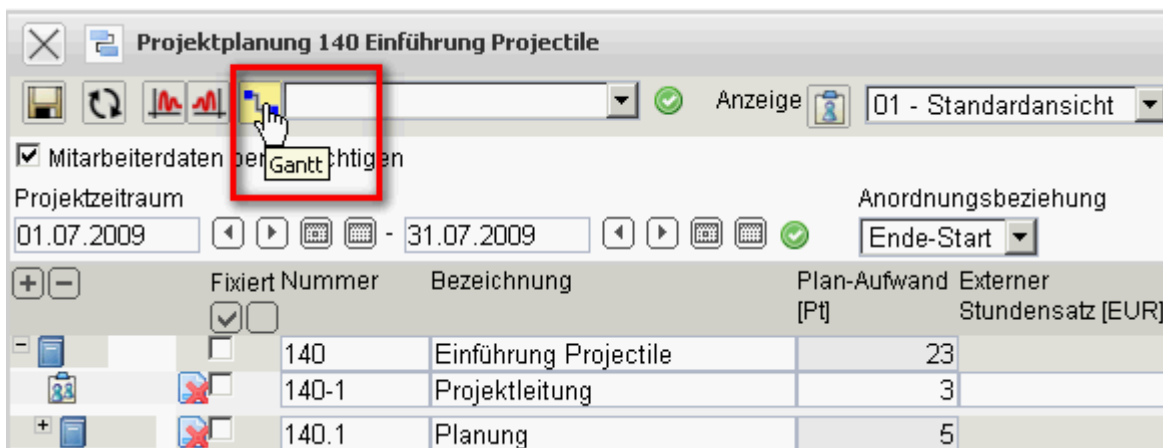 Projektplanung 140 Einführung Projectile
Anzeige 01 - Standardansicht
Mitarbeiterdaten ber chtigen
Gantt
Projektzeitraum
Anordnungsbeziehung
01.07.2009 - 31.07.2009 Ende-Start
Fixiert Nummer Bezeichnung Plan-Aufwand Externer
[Pt] Stundensatz [EUR]
140 Einführung Projectile 23
140-1 Projektleitung 3
140.1 Planung 5